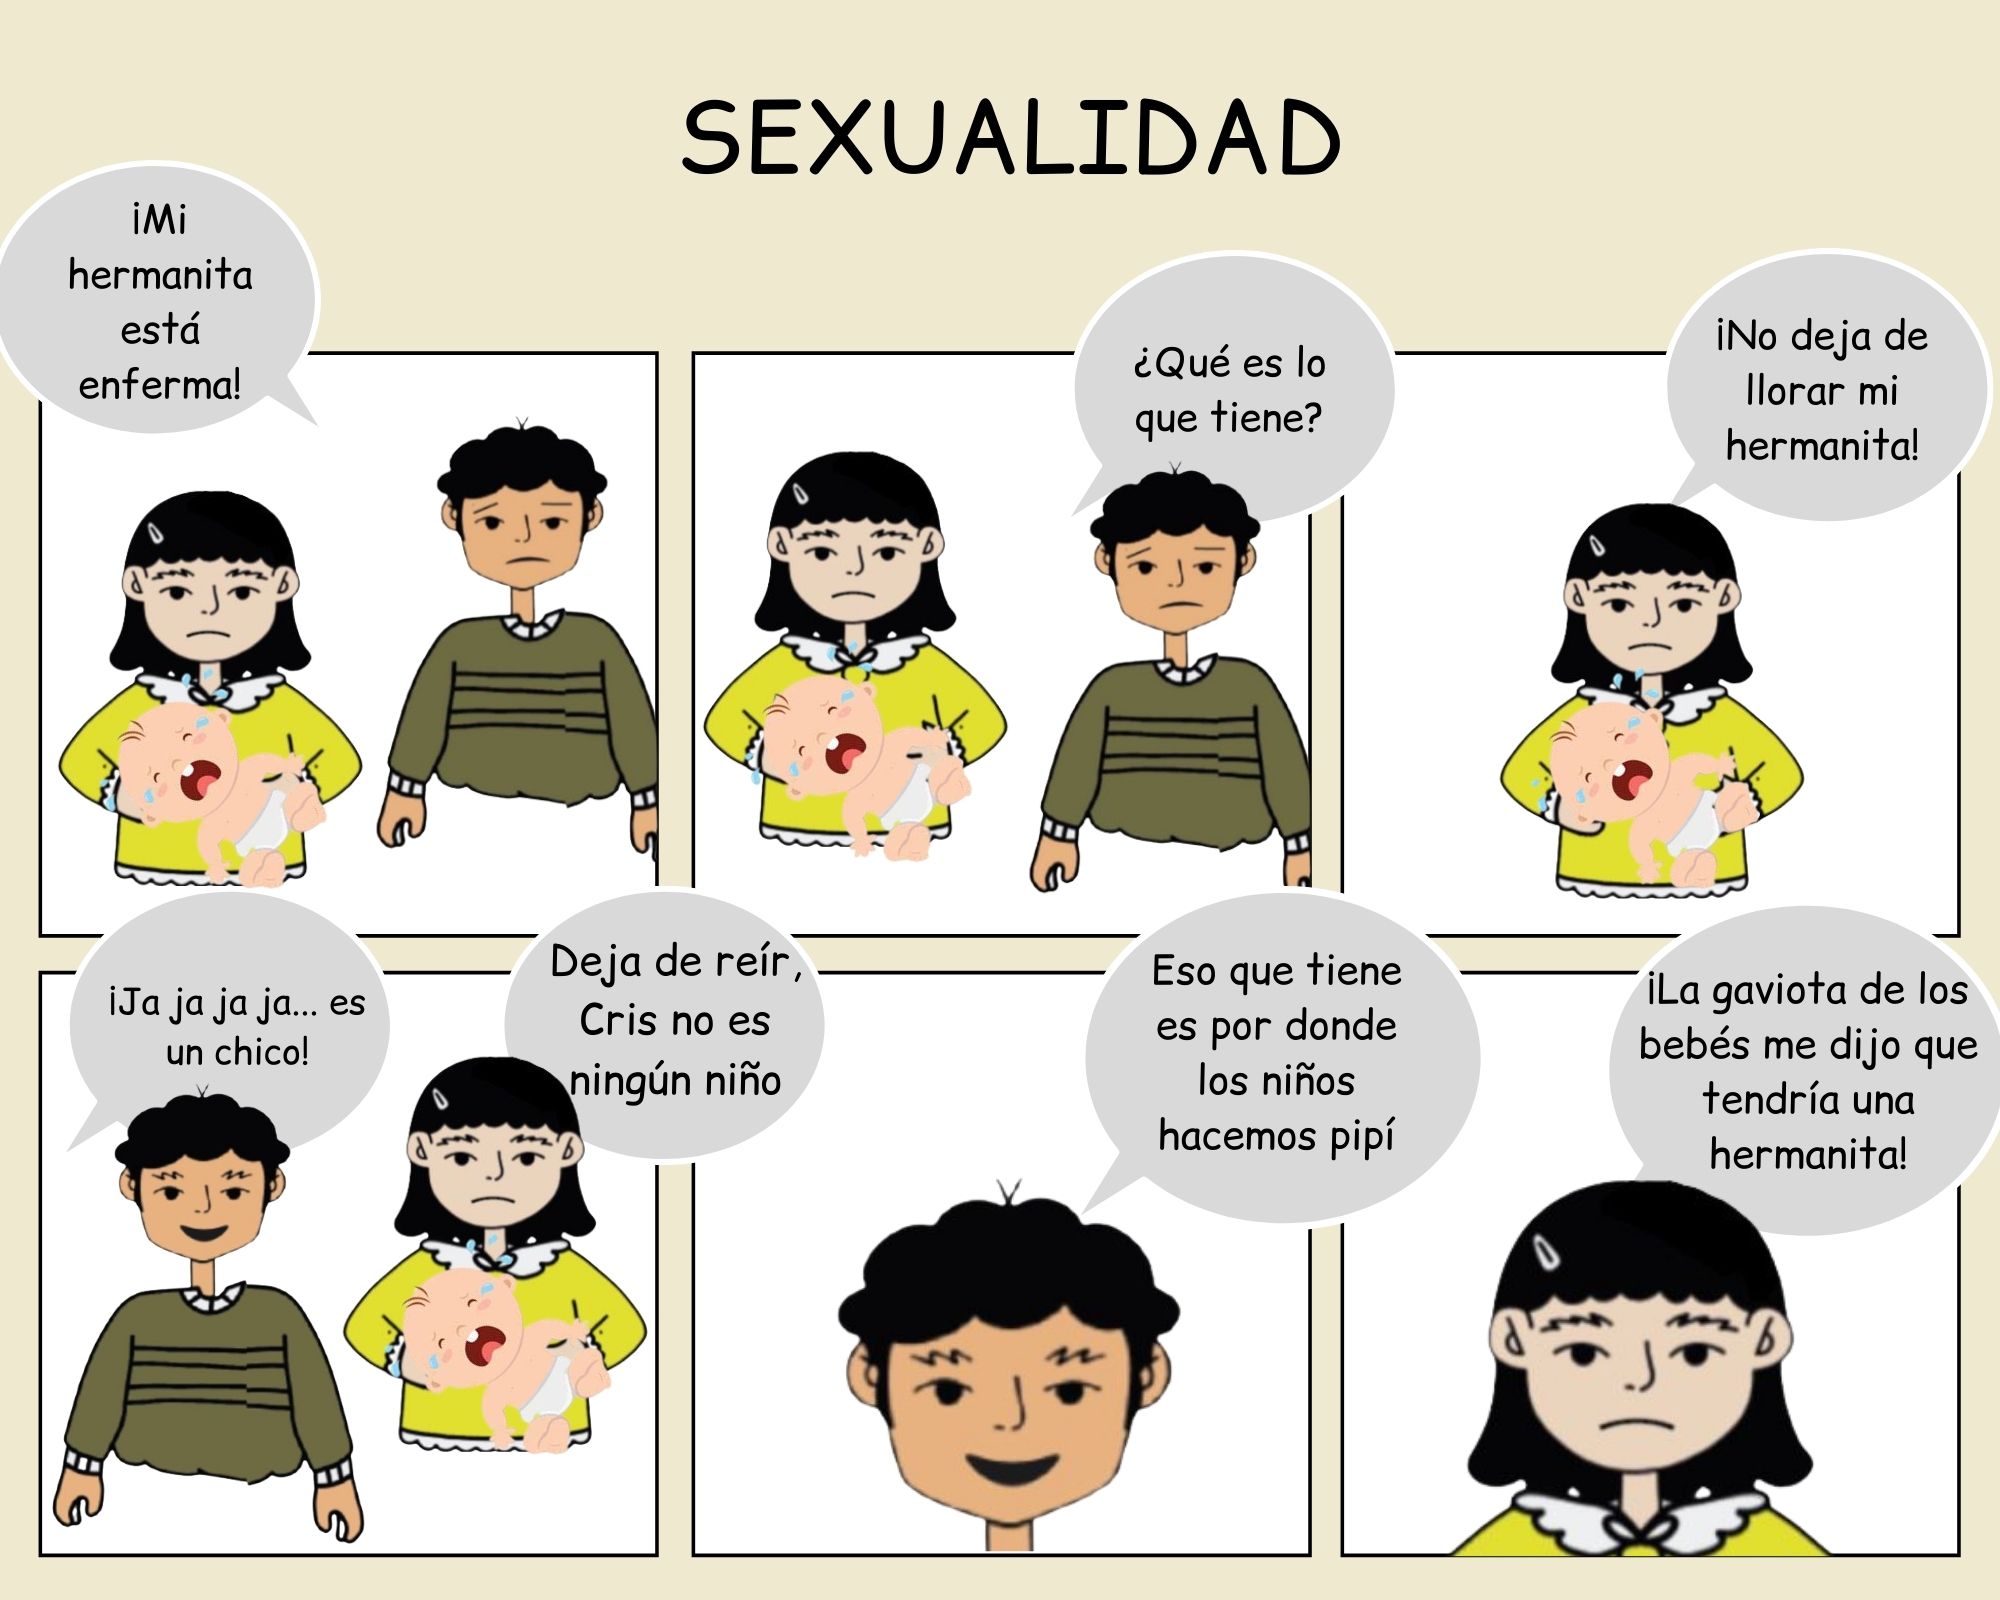 SEXUALIDAD
¡Mi
hermanita
está
enferma!
¿Qué es lo
que tiene?
¡No deja de
llorar mi
hermanita!
¡Ja ja ja ja... es
un chico!
Deja de reír,
Cris no es
ningún niño
Eso que tiene
es por donde
los niños
hacemos pipí
¡La gaviota de los
bebés me dijo que
tendría una
hermanita!